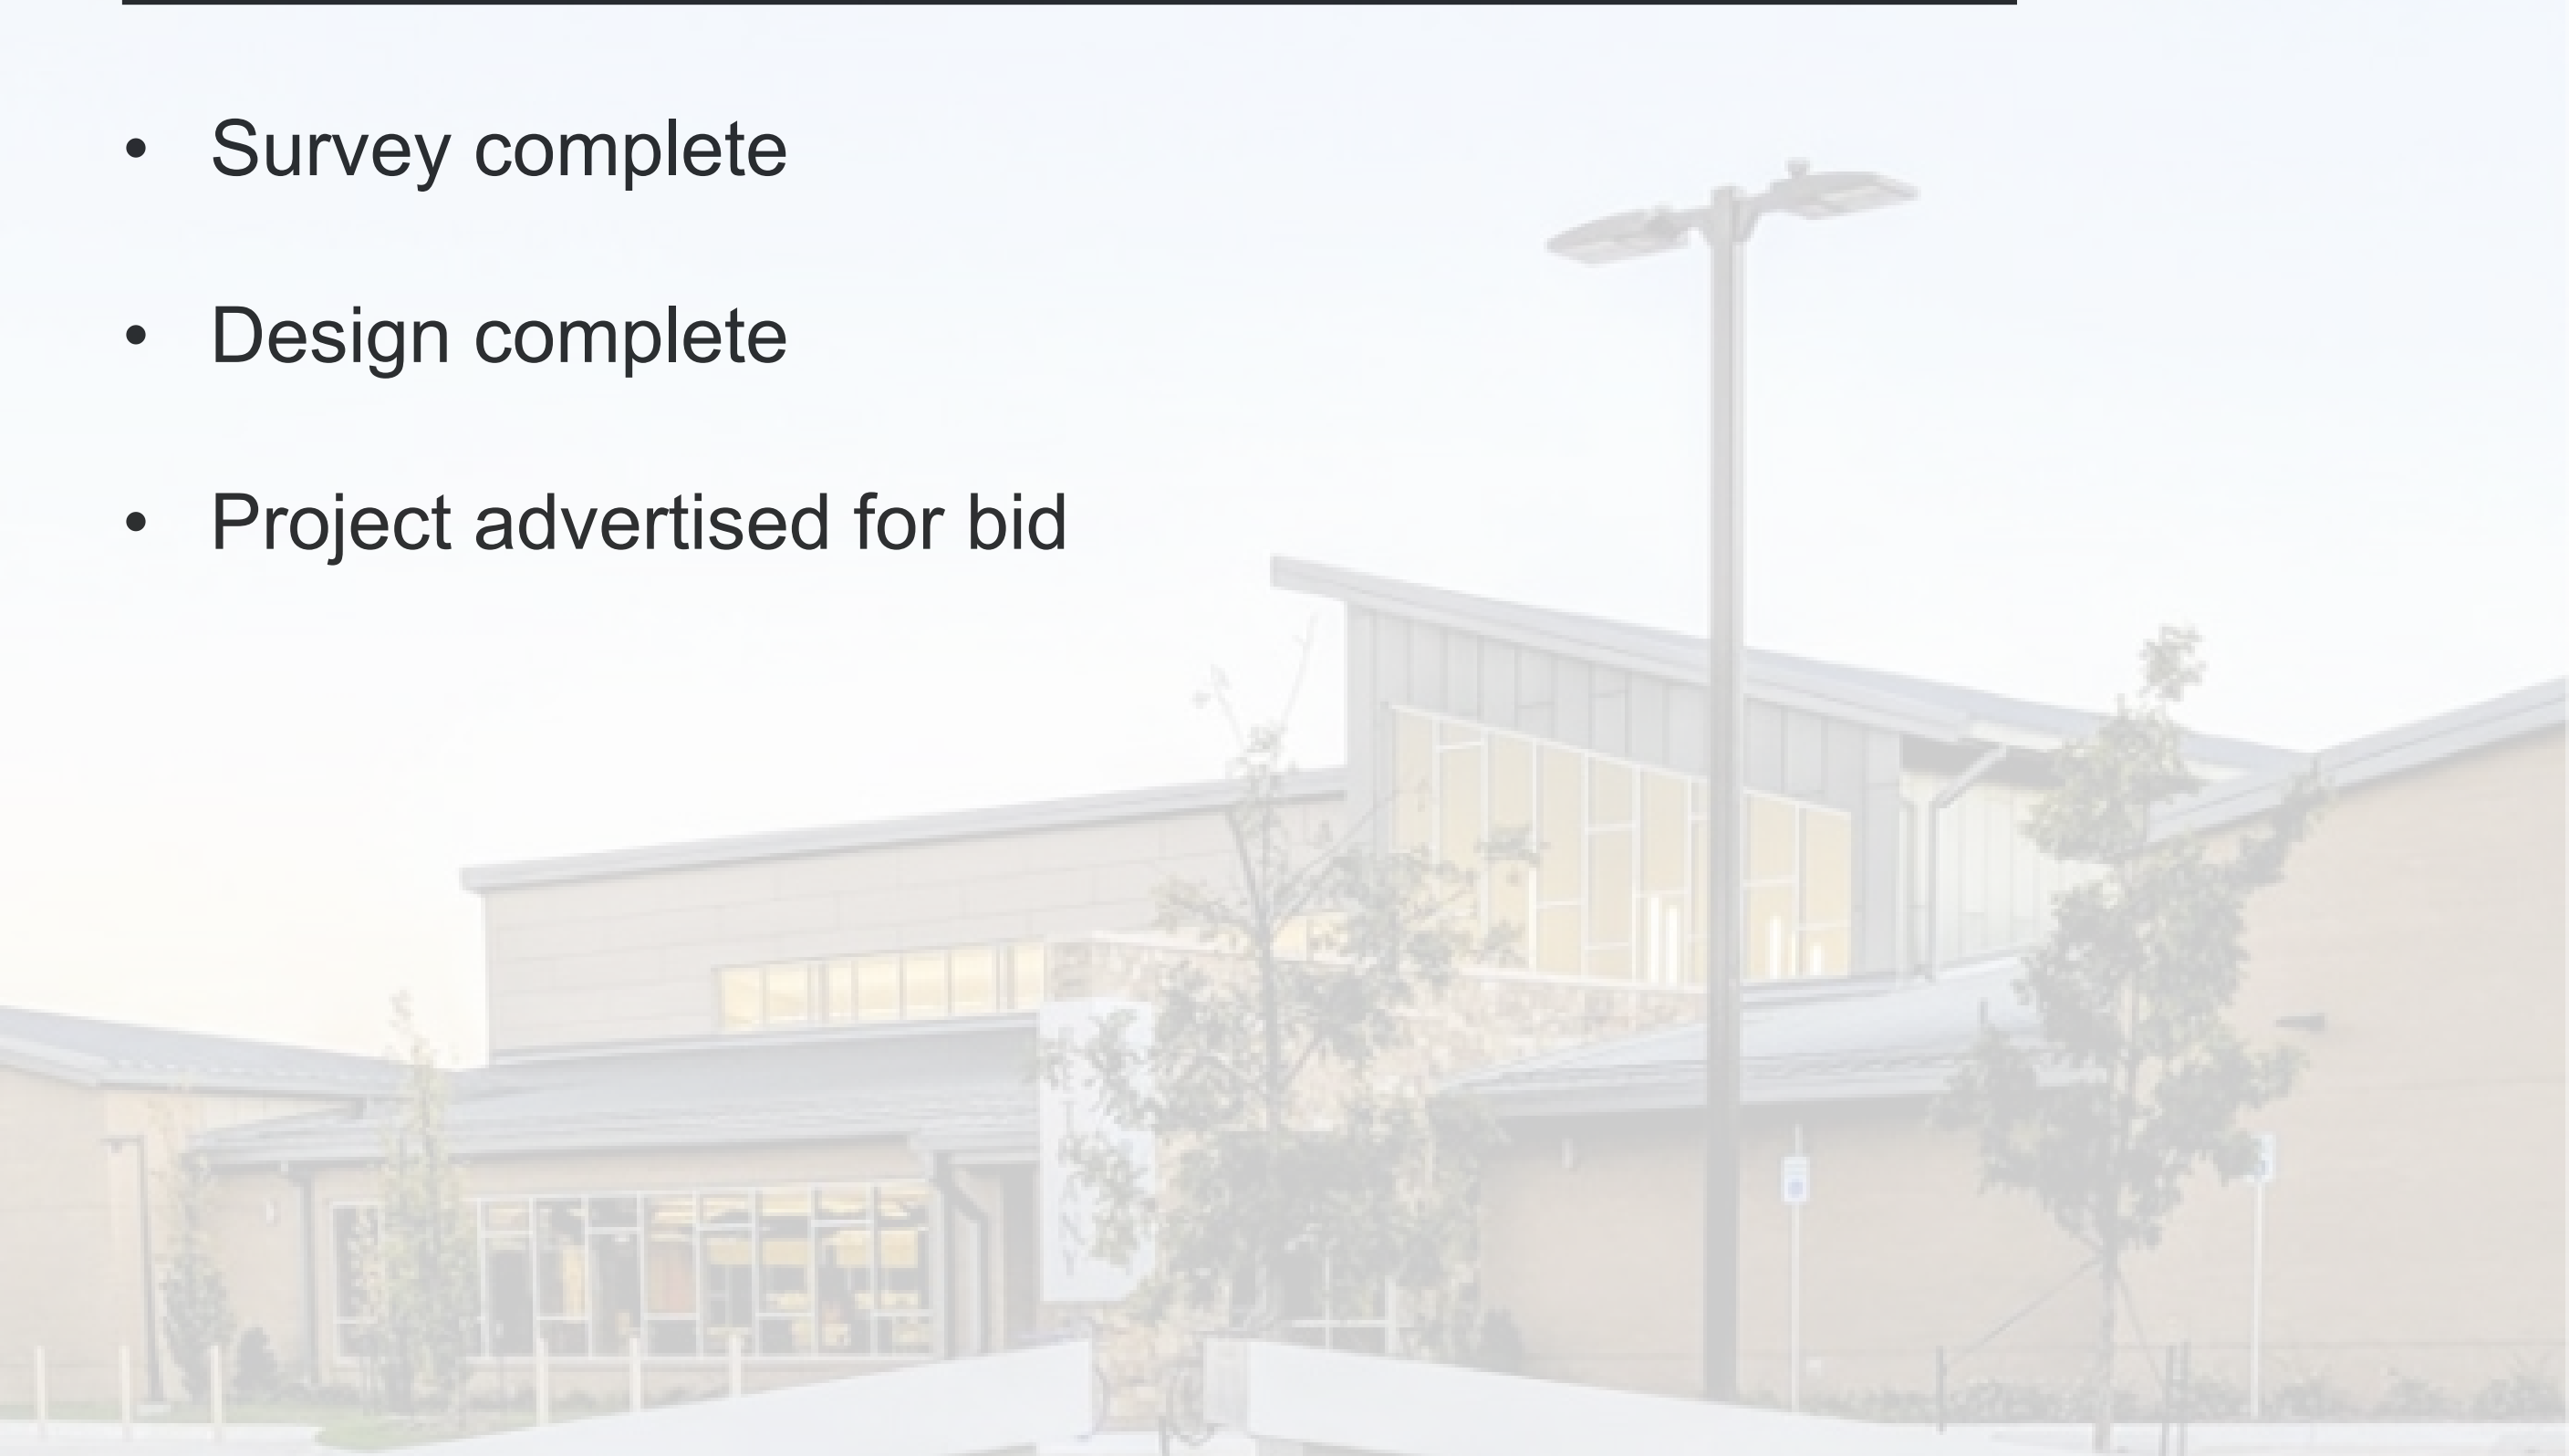 • Survey complete
• Design complete
• Project advertised for bid